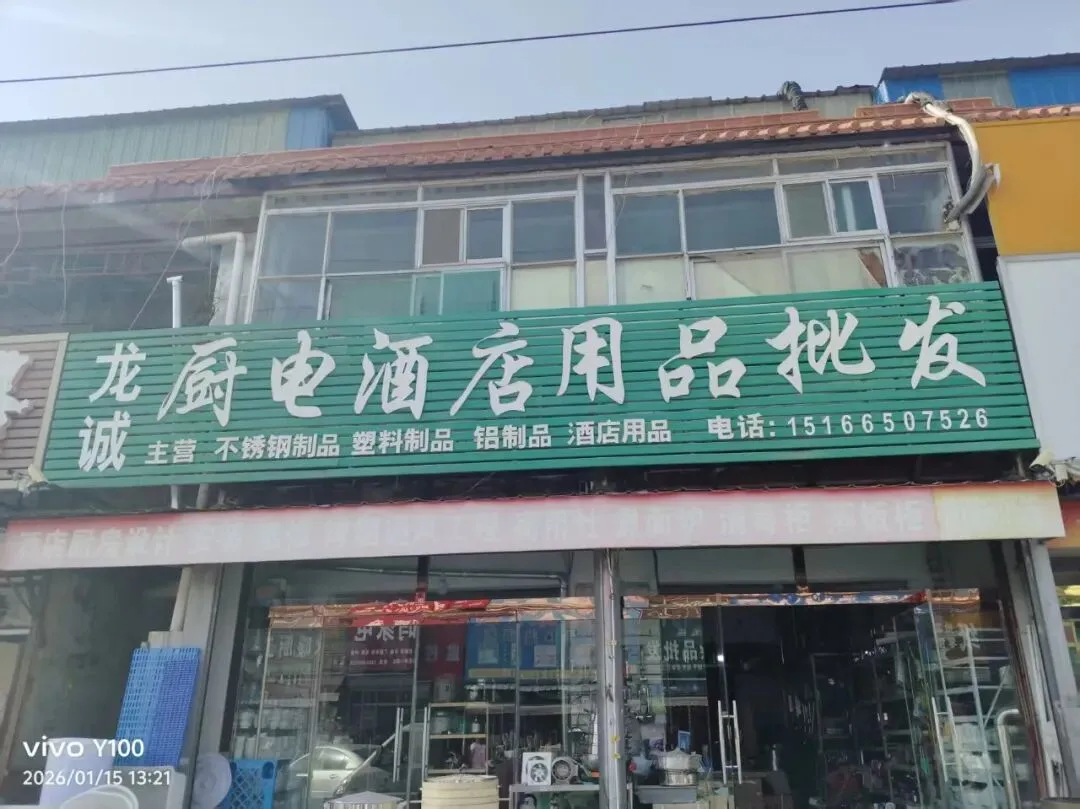 龙诚
厨电酒店用品批发
主营 不锈钢制品 塑料制品 铝制品 酒店用品 电话:15166507526
vivo Y100
2026/01/15 13:21